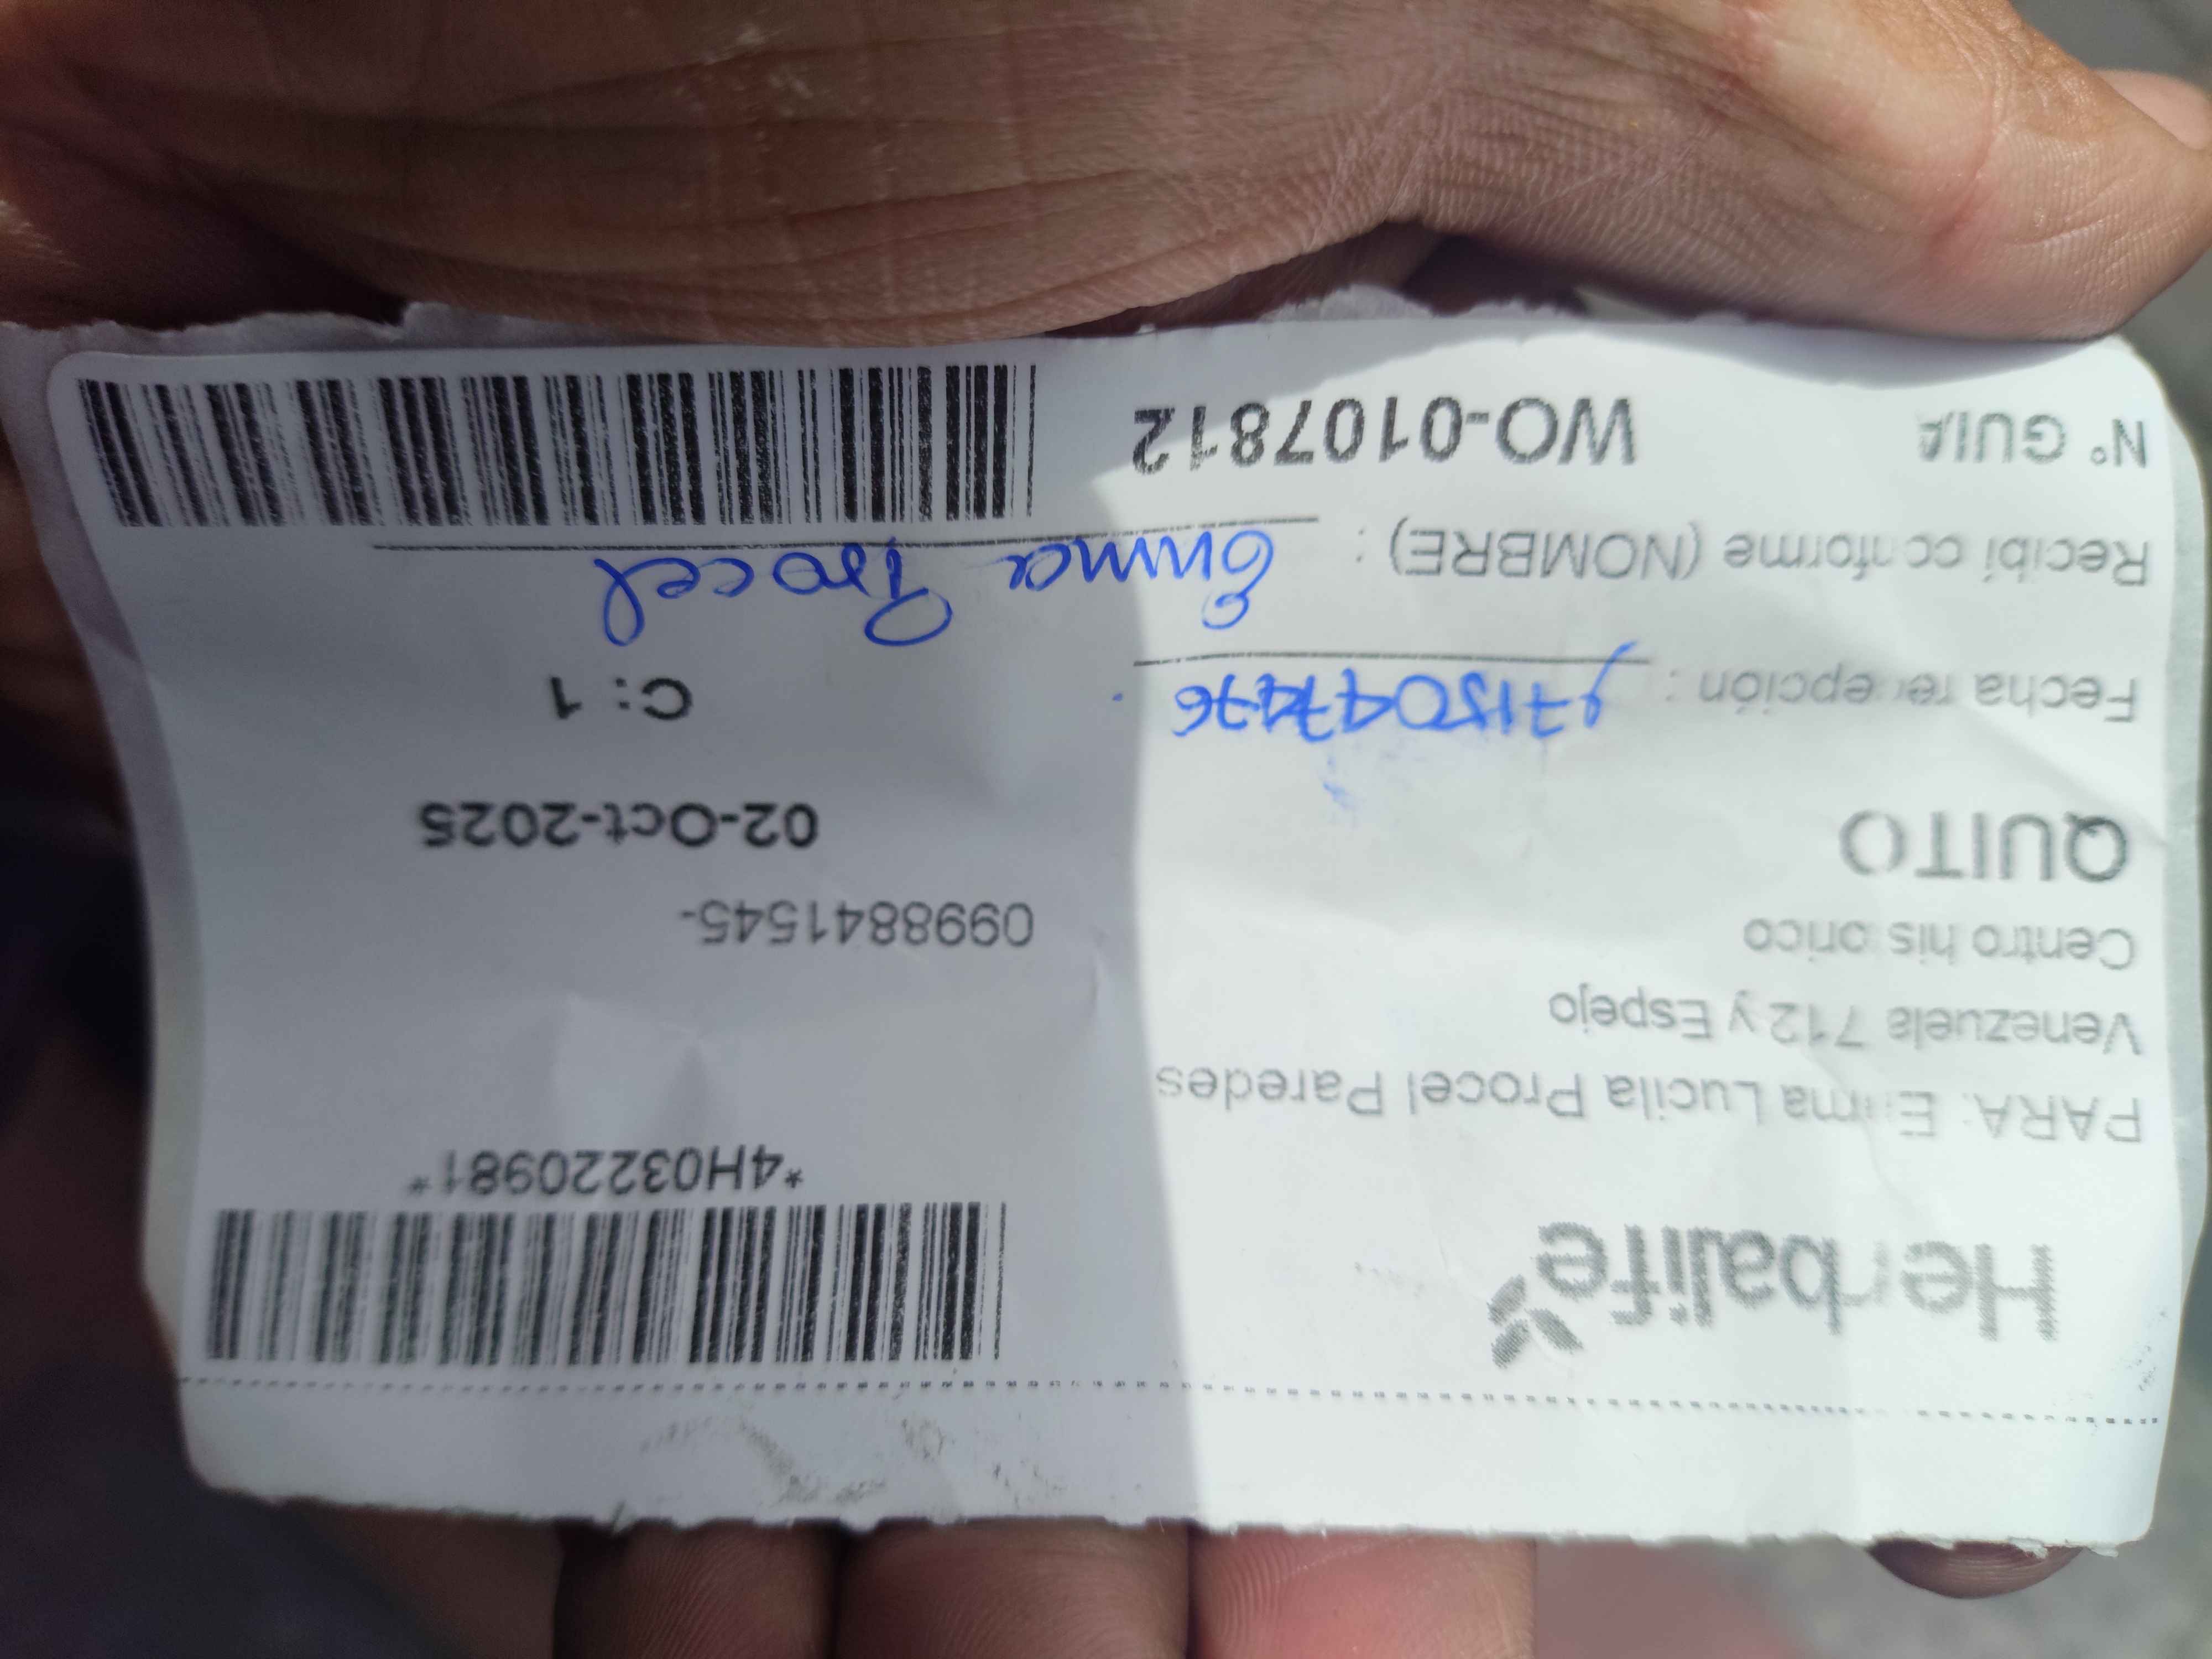 Herbalife
*4H03220981*
PARA: Emma Lucila Procel Paredes
Venezuela 712 y Espejo
Centro historico
0998841545-
QUITO
02-Oct-2025
Fecha recepción :
C: 1
Recibi conforme (NOMBRE) : Emma Procel
N° GUIA WO-0107812